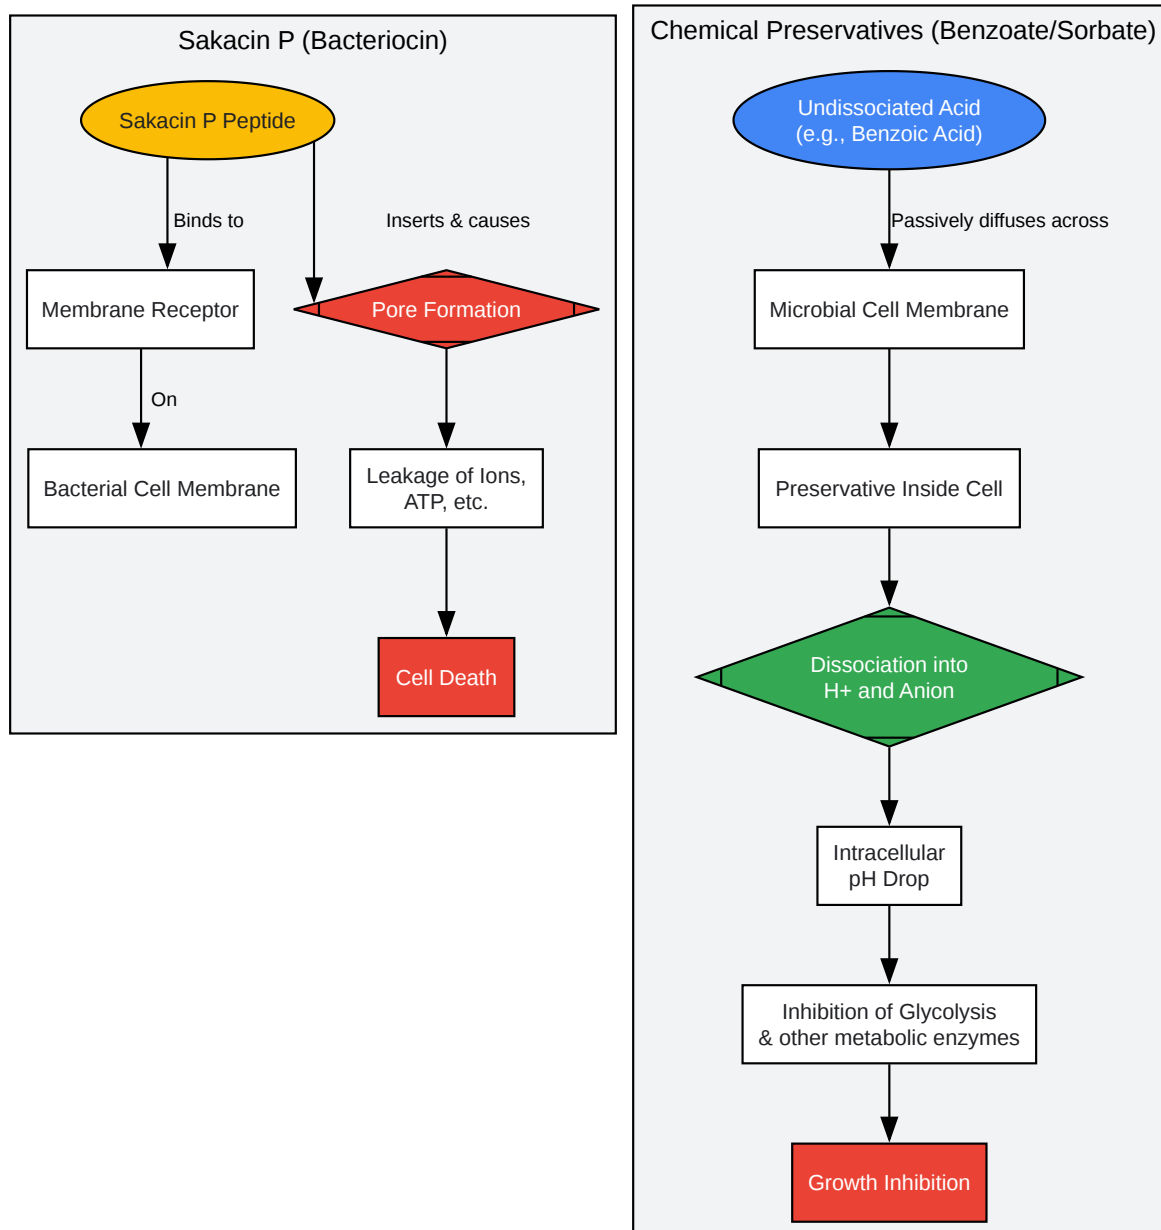 Sakacin P (Bacteriocin)
Sakacin P Peptide
Binds to
Inserts & causes
Membrane Receptor
Pore Formation
On
Bacterial Cell Membrane
Leakage of Ions,
ATP, etc.
Cell Death
Chemical Preservatives (Benzoate/Sorbate)
Undissociated Acid
(e.g., Benzoic Acid)
Passively diffuses across
Microbial Cell Membrane
Preservative Inside Cell
Dissociation into
H+ and Anion
Intracellular
pH Drop
Inhibition of Glycolysis
& other metabolic enzymes
Growth Inhibition